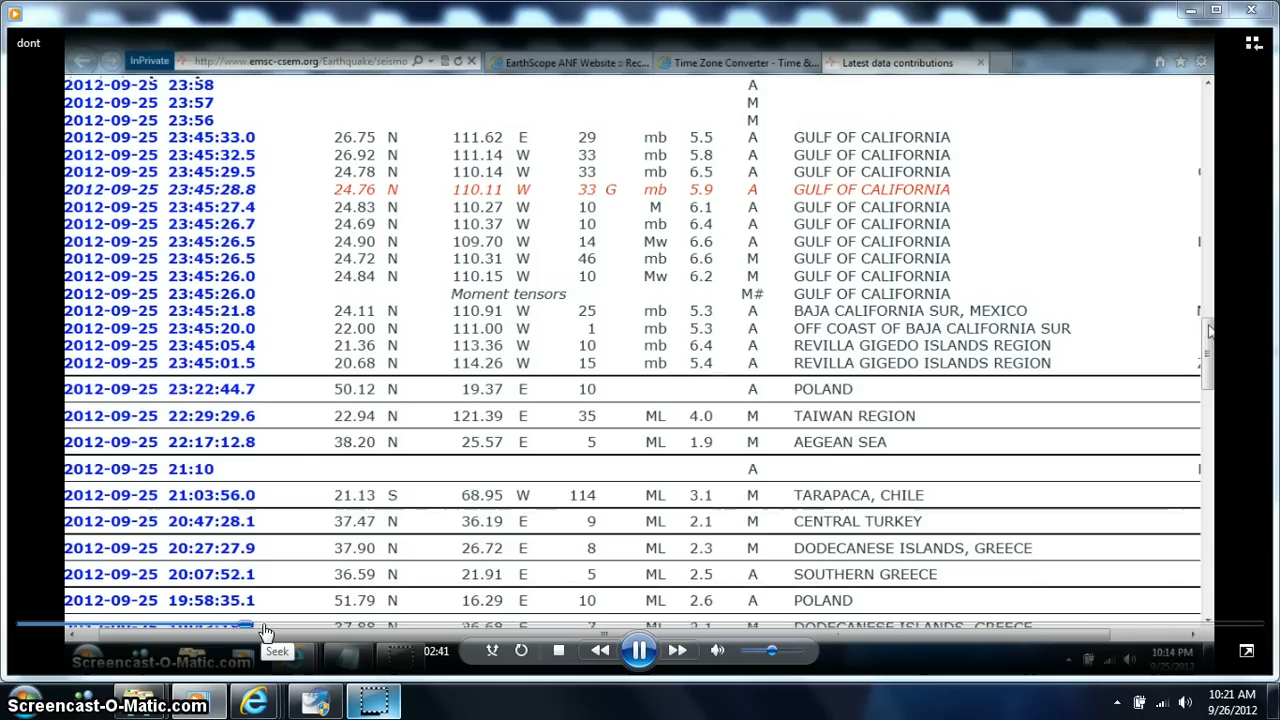 dont
InPrivate http://www.emsc-csem.org/Earthquake/seismo EarthScope ANF Website :: Rec... Time Zone Converter - Time &... Latest data contributions
2012-09-25 23:58 A
2012-09-25 23:57 M
2012-09-25 23:56 M
2012-09-25 23:45:33.0 26.75 N 111.62 E 29 mb 5.5 A GULF OF CALIFORNIA
2012-09-25 23:45:32.5 26.92 N 111.14 W 33 mb 5.8 A GULF OF CALIFORNIA
2012-09-25 23:45:29.5 24.78 N 110.14 W 33 mb 6.5 A GULF OF CALIFORNIA
2012-09-25 23:45:28.8 24.76 N 110.11 W 33 G mb 5.9 A GULF OF CALIFORNIA
2012-09-25 23:45:27.4 24.83 N 110.27 W 10 M 6.1 A GULF OF CALIFORNIA
2012-09-25 23:45:26.7 24.69 N 110.37 W 10 mb 6.4 A GULF OF CALIFORNIA
2012-09-25 23:45:26.5 24.90 N 109.70 W 14 Mw 6.6 A GULF OF CALIFORNIA
2012-09-25 23:45:26.5 24.72 N 110.31 W 46 mb 6.6 M GULF OF CALIFORNIA
2012-09-25 23:45:26.0 24.84 N 110.15 W 10 Mw 6.2 M GULF OF CALIFORNIA
2012-09-25 23:45:26.0 Moment tensors M# GULF OF CALIFORNIA
2012-09-25 23:45:21.8 24.11 N 110.91 W 25 mb 5.3 A BAJA CALIFORNIA SUR, MEXICO
2012-09-25 23:45:20.0 22.00 N 111.00 W 1 mb 5.3 A OFF COAST OF BAJA CALIFORNIA SUR
2012-09-25 23:45:05.4 21.36 N 113.36 W 10 mb 6.4 A REVILLA GIGEDO ISLANDS REGION
2012-09-25 23:45:01.5 20.68 N 114.26 W 15 mb 5.4 A REVILLA GIGEDO ISLANDS REGION
2012-09-25 23:22:44.7 50.12 N 19.37 E 10 A POLAND
2012-09-25 22:29:29.6 22.94 N 121.39 E 35 ML 4.0 M TAIWAN REGION
2012-09-25 22:17:12.8 38.20 N 25.57 E 5 ML 1.9 M AEGEAN SEA
2012-09-25 21:10 A
2012-09-25 21:03:56.0 21.13 S 68.95 W 114 ML 3.1 M TARAPACA, CHILE
2012-09-25 20:47:28.1 37.47 N 36.19 E 9 ML 2.1 M CENTRAL TURKEY
2012-09-25 20:27:27.9 37.90 N 26.72 E 8 ML 2.3 M DODECANESE ISLANDS, GREECE
2012-09-25 20:07:52.1 36.59 N 21.91 E 5 ML 2.5 A SOUTHERN GREECE
2012-09-25 19:58:35.1 51.79 N 16.29 E 10 ML 2.6 A POLAND
Seek
02:41
Screencast-O-Matic.com
10:14 PM
9/25/2012
10:21 AM
9/26/2012
Screencast-O-Matic.com